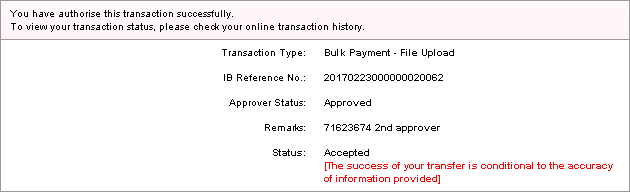 You have authorise this transaction successfully.
To view your transaction status, please check your online transaction history.
Transaction Type: Bulk Payment - File Upload
IB Reference No.: 20170223000000020062
Approver Status: Approved
Remarks: 71623674 2nd approver
Status: Accepted
[The success of your transfer is conditional to the accuracy
of information provided]